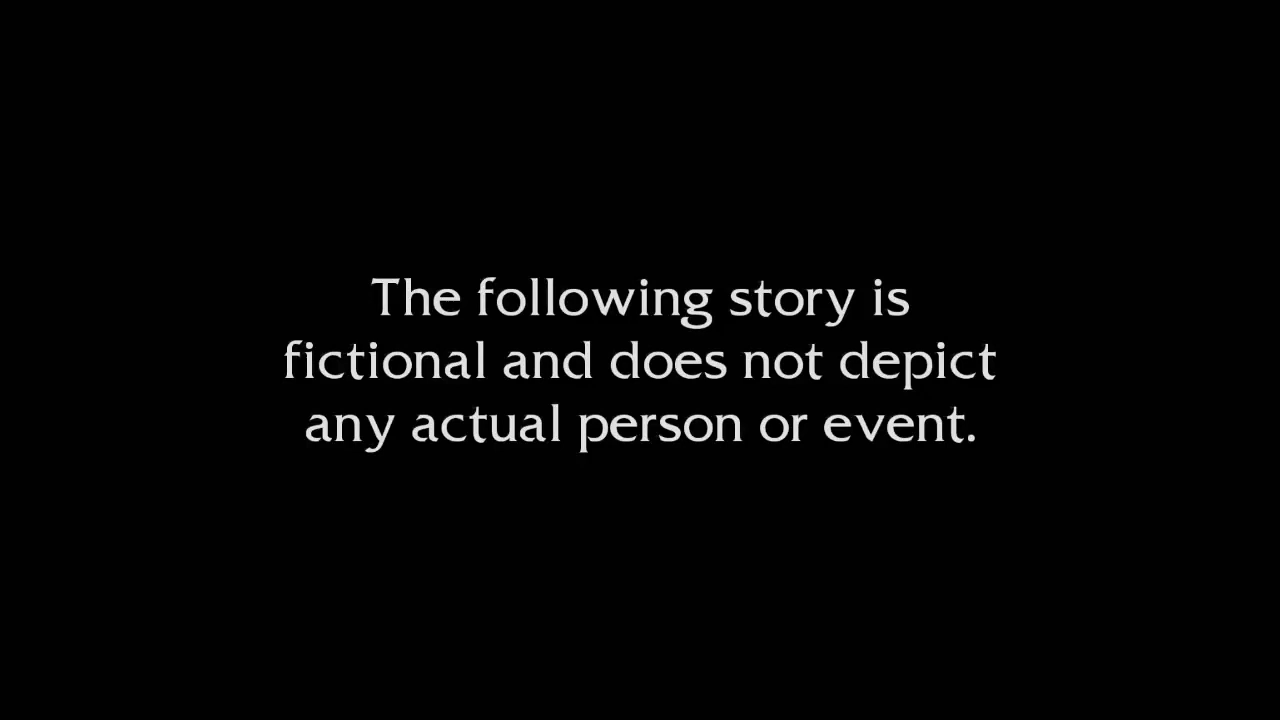 The following story is
fictional and does not depict
any actual person or event.